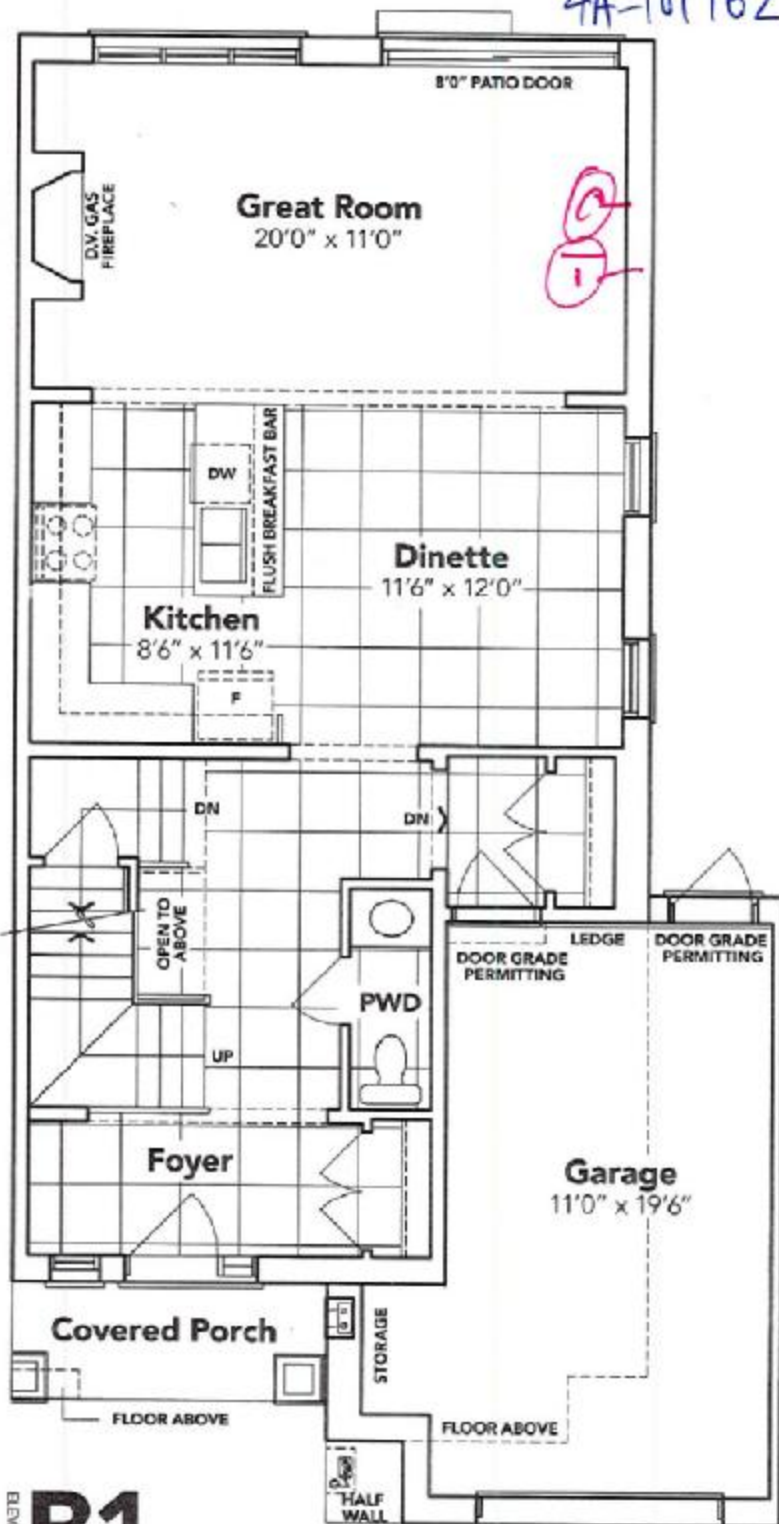 8'0" PATIO DOOR
D.V. GAS
FIREPLACE
Great Room
20'0" x 11'0"
C
1
DW
FLUSH BREAKFAST BAR
Dinette
11'6" x 12'0"
Kitchen
8'6" x 11'6"
F
DN
DN
OPEN TO
ABOVE
UP
PWD
LEDGE
DOOR GRADE
PERMITTING
DOOR GRADE
PERMITTING
Foyer
Garage
11'0" x 19'6"
Covered Porch
STORAGE
FLOOR ABOVE
FLOOR ABOVE
HALF
WALL
B1